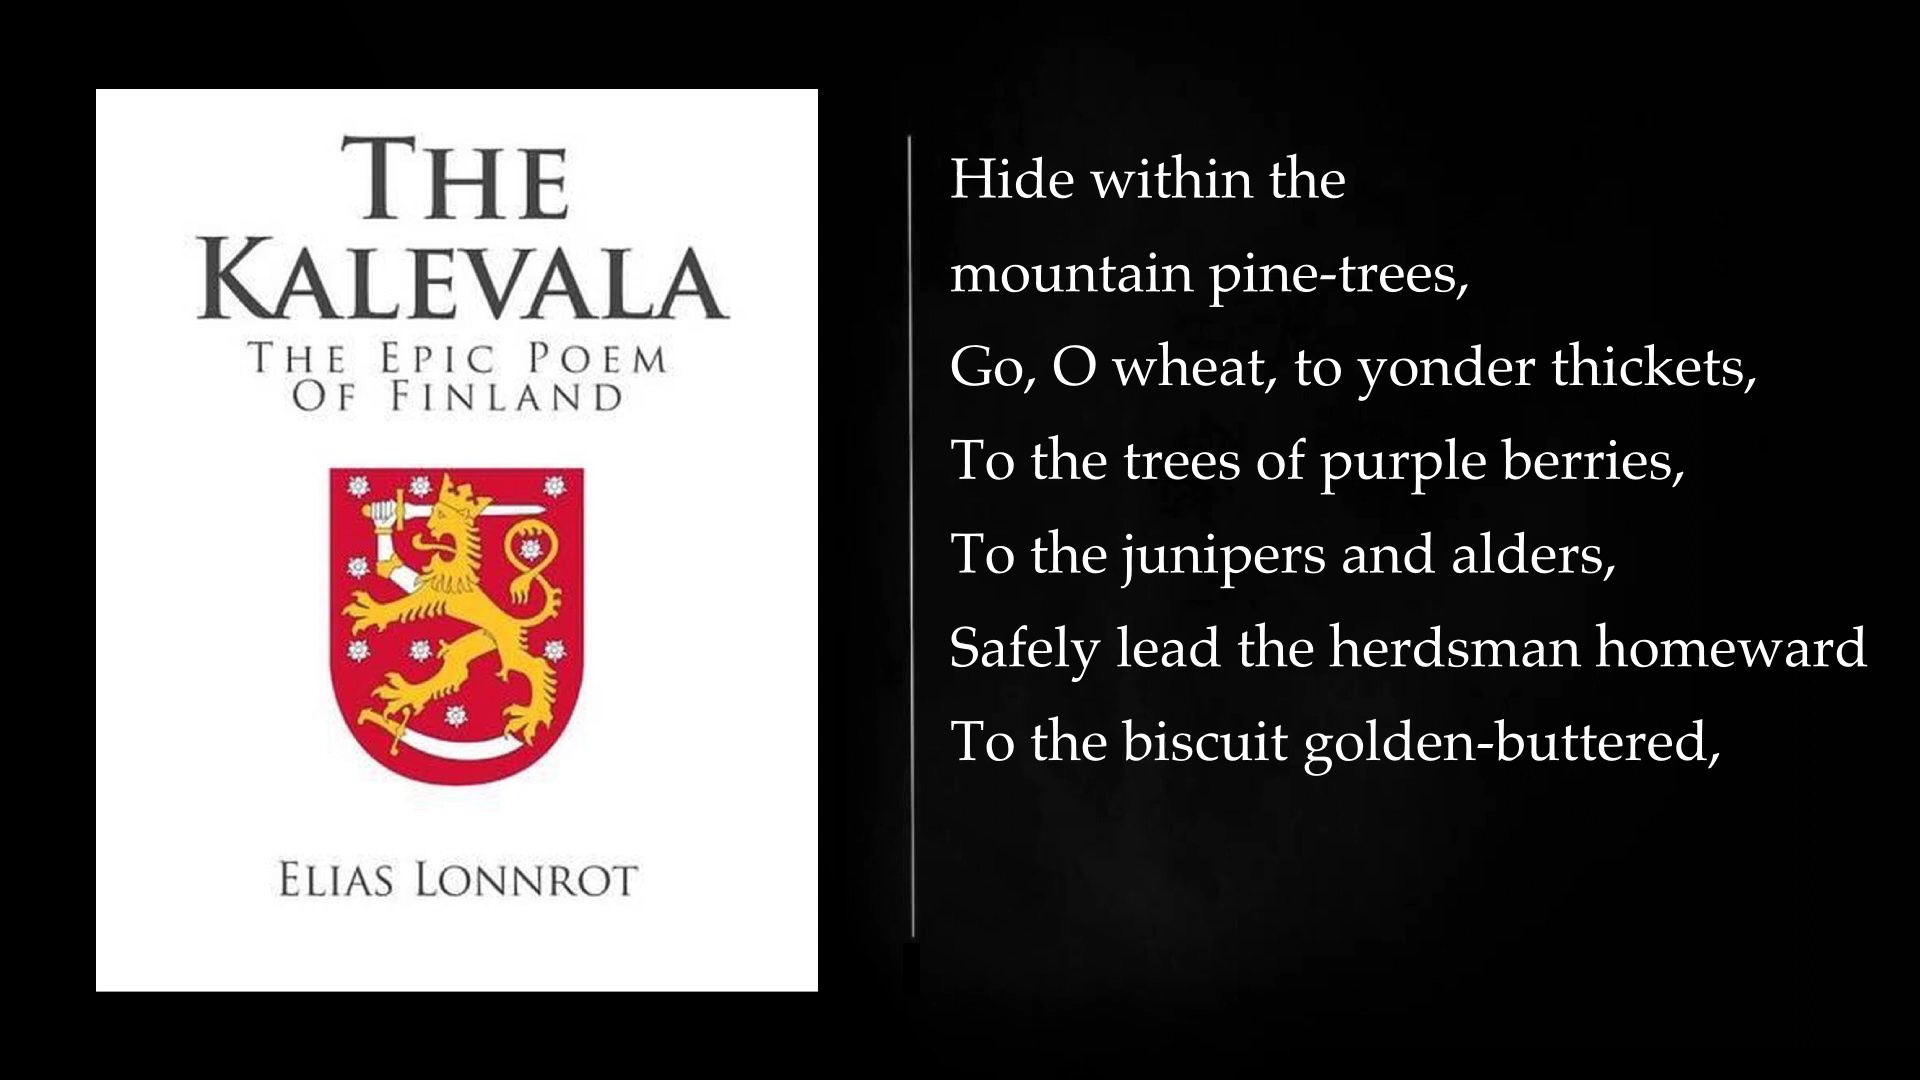 THE
KALEVALA
THE EPIC POEM
OF FINLAND
ELIAS LONNROT
Hide within the
mountain pine-trees,
Go, O wheat, to yonder thickets,
To the trees of purple berries,
To the junipers and alders,
Safely lead the herdsman homeward
To the biscuit golden-buttered,